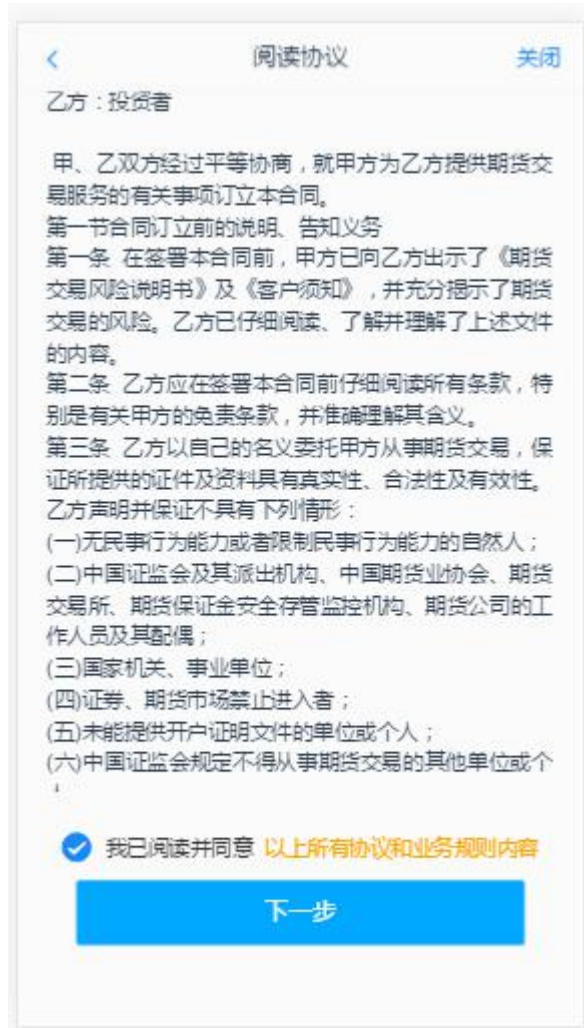 阅读协议
关闭
乙方：投资者
甲、乙双方经过平等协商，就甲方为乙方提供期货交
易服务的有关事项订立本合同。
第一节合同订立前的说明、告知义务
第一条 在签署本合同前，甲方已向乙方出示了《期货
交易风险说明书》及《客户须知》，并充分揭示了期货
交易的风险。乙方已仔细阅读、了解并理解了上述文件
的内容。
第二条 乙方应在签署本合同前仔细阅读所有条款，特
别是有关甲方的免责条款，并准确理解其含义。
第三条 乙方以自己的名义委托甲方从事期货交易，保
证所提供的证件及资料具有真实性、合法性及有效性。
乙方声明并保证不具有下列情形：
(一)无民事行为能力或者限制民事行为能力的自然人；
(二)中国证监会及其派出机构、中国期货业协会、期货
交易所、期货保证金安全存管监控机构、期货公司的工
作人员及其配偶；
(三)国家机关、事业单位；
(四)证券、期货市场禁止进入者；
(五)未能提供开户证明文件的单位或个人；
(六)中国证监会规定不得从事期货交易的其他单位或个
我已阅读并同意 以上所有协议和业务规则内容
下一步